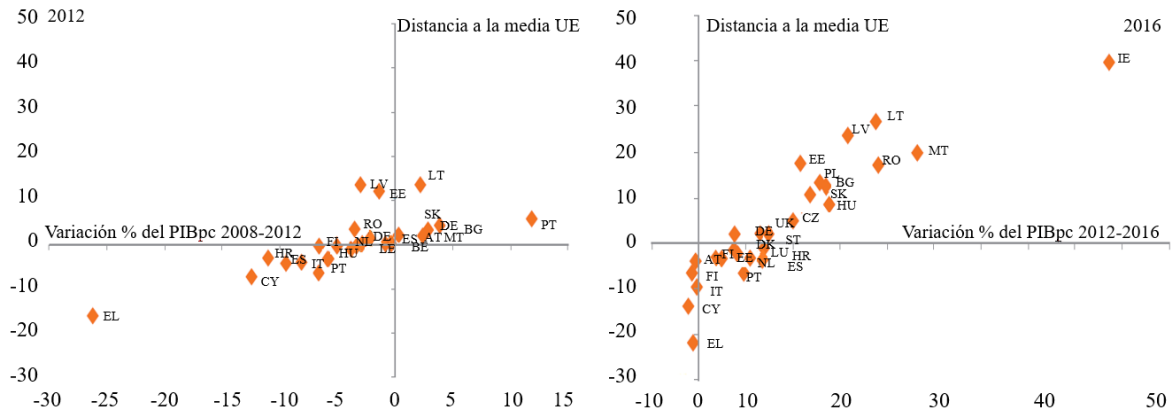 2012
Distancia a la media UE
50
40
30
20
10
0
-10
-20
-30
-30 -25 -20 -15 -10 -5 0 5 10 15
Variación % del PIBpc 2008-2012
LV
LT
EE
PT
RO
SK
DE
BG
FI
NL
DE
ES
AT
MT
HR
HU
EE
BE
ES
IT
PT
CY
EL
Distancia a la media UE
2016
50
40
30
20
10
0
-10
-20
-30
-10 0 10 20 30 40 50
Variación % del PIBpc 2012-2016
IE
LT
LV
MT
EE
RO
PL
BG
SK
HU
CZ
UK
DE
ST
DK
LU
HR
AT
FI
EE
NL
ES
FI
PT
IT
CY
EL